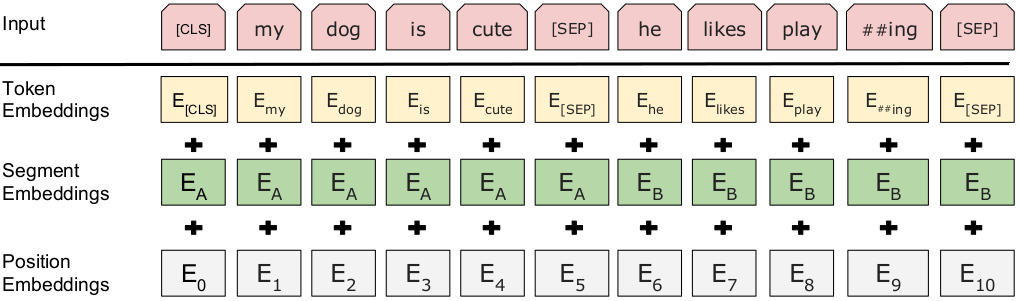 Input [CLS] my dog is cute [SEP] he likes play ##ing [SEP]
Token
Embeddings E[CLS] Emy Edog Eis Ecute E[SEP] Ehe Elikes Eplay E##ing E[SEP]
+ + + + + + + + + + +
Segment
Embeddings EA EA EA EA EA EA EB EB EB EB EB
+ + + + + + + + + + +
Position
Embeddings E0 E1 E2 E3 E4 E5 E6 E7 E8 E9 E10